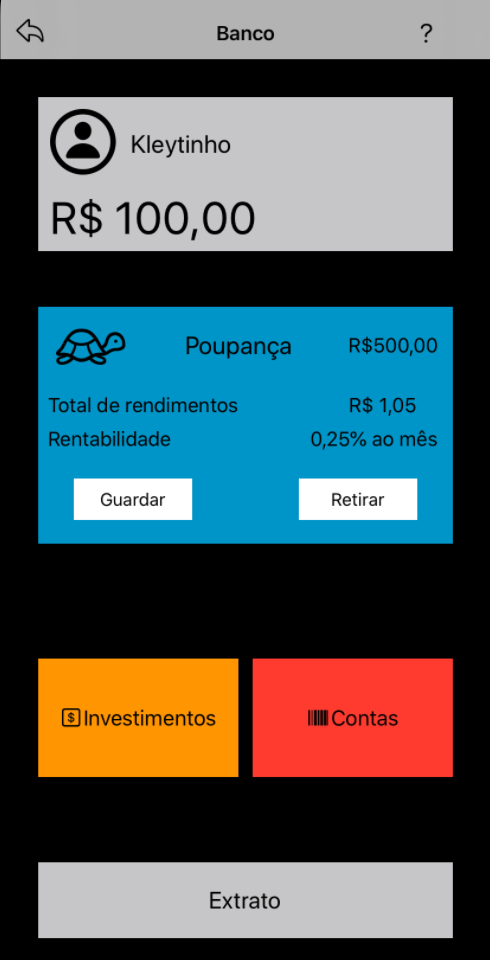 Banco ?
Kleytinho
R$ 100,00
Poupança R$500,00
Total de rendimentos R$ 1,05
Rentabilidade 0,25% ao mês
Guardar Retirar
$ Investimentos Contas
Extrato